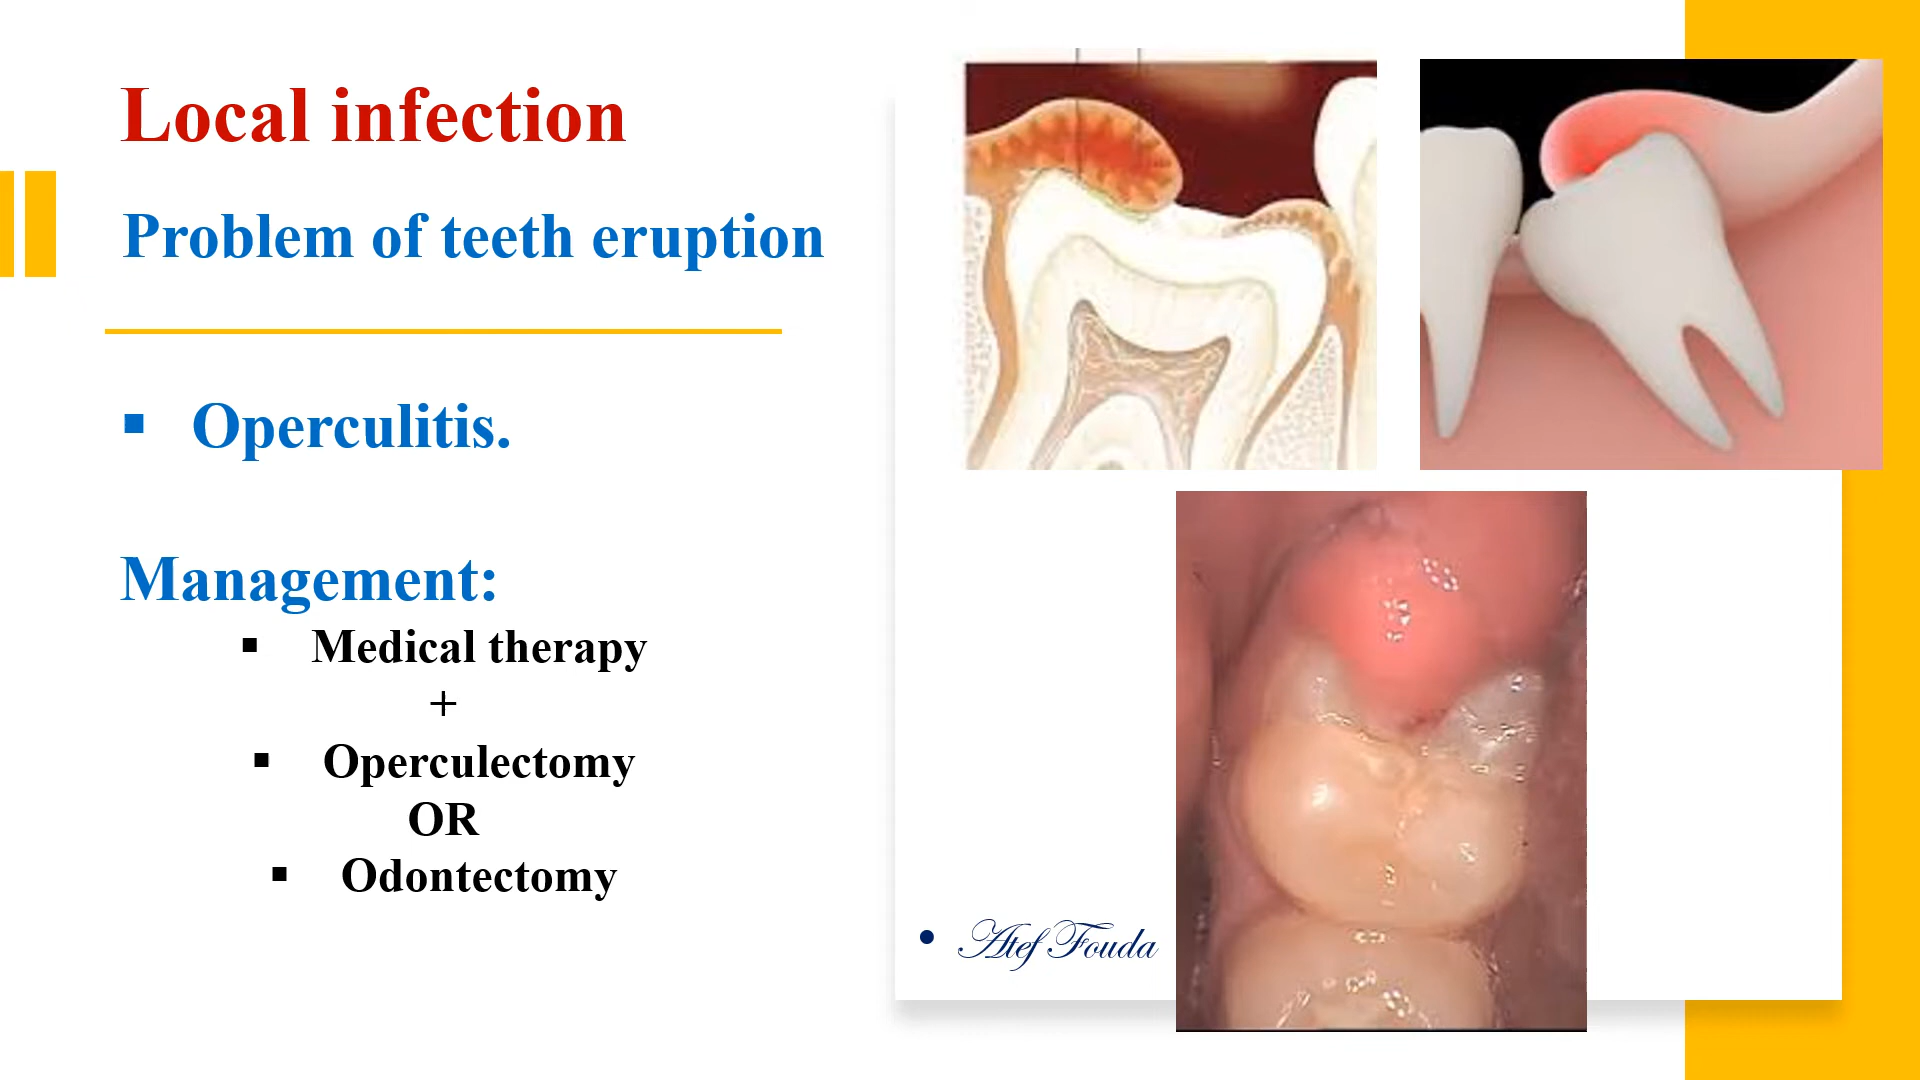 Local infection
Problem of teeth eruption
▪ Operculitis.
Management:
▪ Medical therapy
+
▪ Operculectomy
OR
▪ Odontectomy
• Atef Fouda